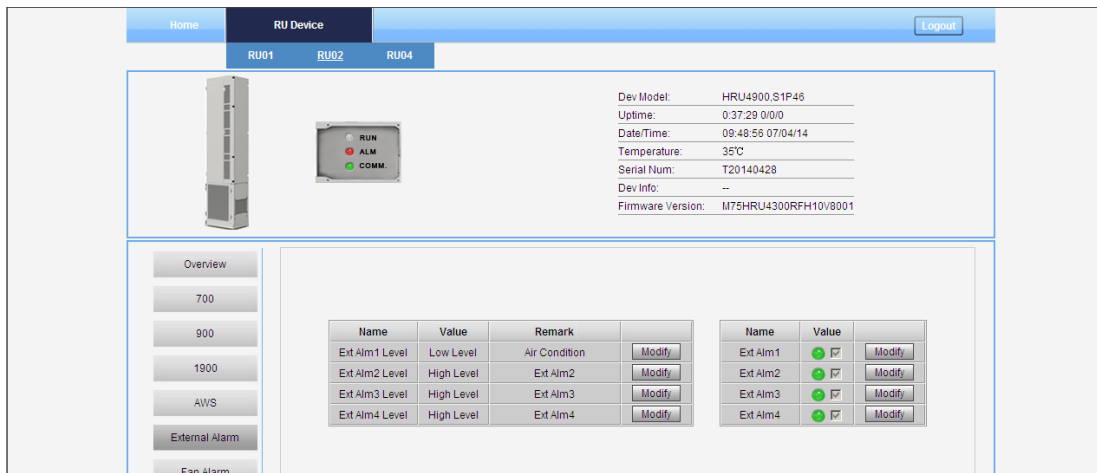 Home RU Device Logout
RU01 RU02 RU04
RUN
ALM
COMM.
Dev Model: HRU4900,S1P46
Uptime: 0:37:29 0/0/0
Date/Time: 09:48:56 07/04/14
Temperature: 35℃
Serial Num: T20140428
Dev Info: --
Firmware Version: M75HRU4300RFH10V8001
Overview
700
900
1900
AWS
External Alarm
Fan Alarm
Name Value Remark
Ext Alm1 Level Low Level Air Condition Modify
Ext Alm2 Level High Level Ext Alm2 Modify
Ext Alm3 Level High Level Ext Alm3 Modify
Ext Alm4 Level High Level Ext Alm4 Modify
Name Value
Ext Alm1 Modify
Ext Alm2 Modify
Ext Alm3 Modify
Ext Alm4 Modify